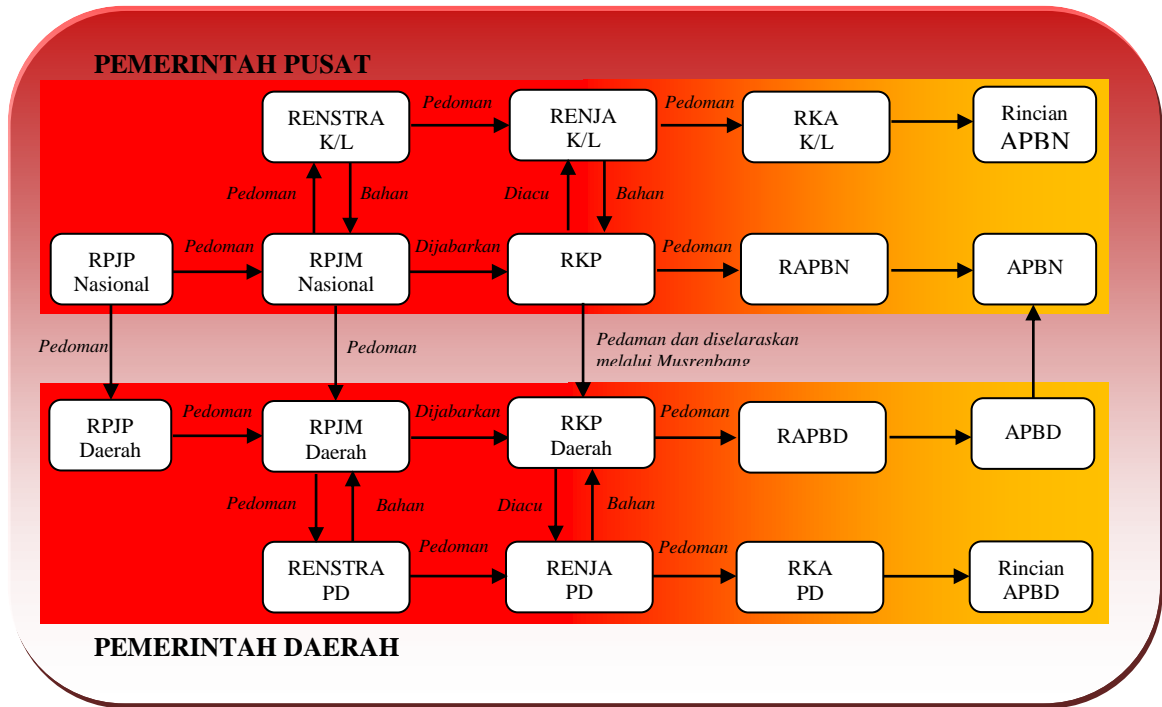 PEMERINTAH PUSAT
RENSTRA
K/L
Pedoman
RENJA
K/L
Pedoman
RKA
K/L
Rincian
APBN
Pedoman
Bahan
Diacu
Bahan
RPJP
Nasional
Pedoman
RPJM
Nasional
Dijabarkan
RKP
Pedoman
RAPBN
APBN
Pedoman
Pedoman
Pedaman dan diselaraskan
melalui Musrenbang
RPJP
Daerah
Pedoman
RPJM
Daerah
Dijabarkan
RKP
Daerah
Pedoman
RAPBD
APBD
Pedoman
Bahan
Diacu
Bahan
RENSTRA
PD
Pedoman
RENJA
PD
Pedoman
RKA
PD
Rincian
APBD
PEMERINTAH DAERAH